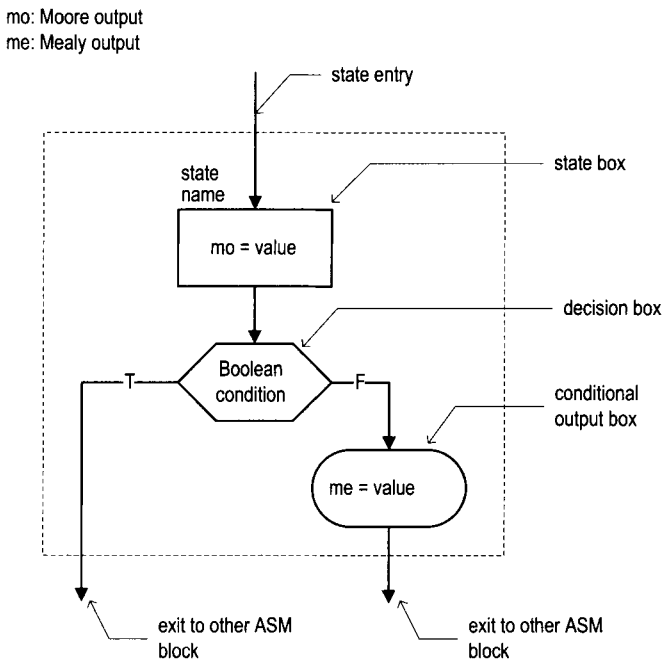 mo: Moore output
me: Mealy output
state entry
state box
state
name
mo = value
decision box
Boolean
condition
T
F
conditional
output box
me = value
exit to other ASM
block
exit to other ASM
block